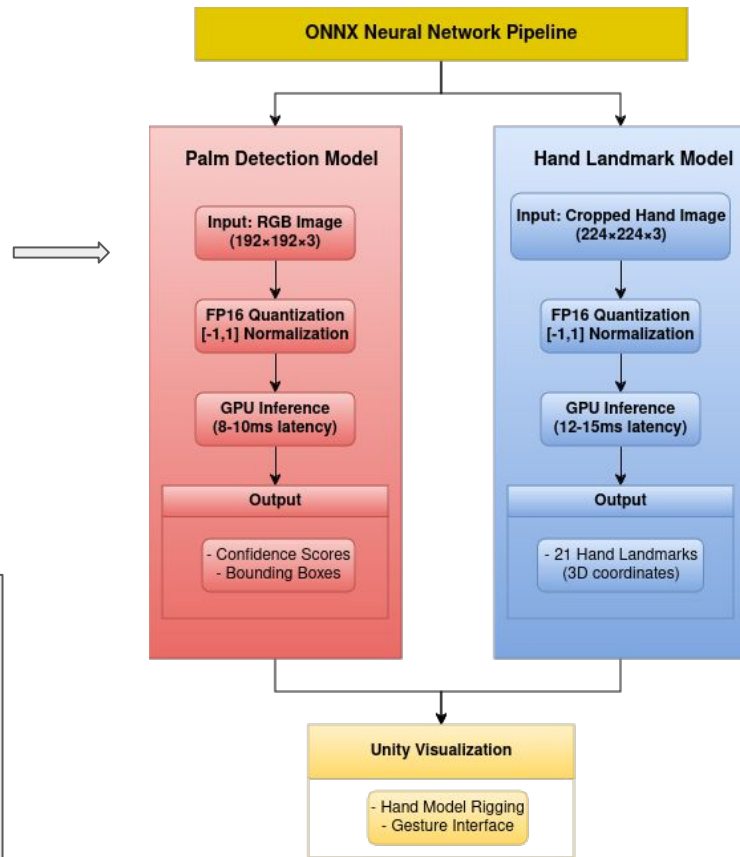 ONNX Neural Network Pipeline
Palm Detection Model
Input: RGB Image
(192×192×3)
FP16 Quantization
[-1,1] Normalization
GPU Inference
(8-10ms latency)
Output
- Confidence Scores
- Bounding Boxes
Hand Landmark Model
Input: Cropped Hand Image
(224×224×3)
FP16 Quantization
[-1,1] Normalization
GPU Inference
(12-15ms latency)
Output
- 21 Hand Landmarks
(3D coordinates)
Unity Visualization
- Hand Model Rigging
- Gesture Interface